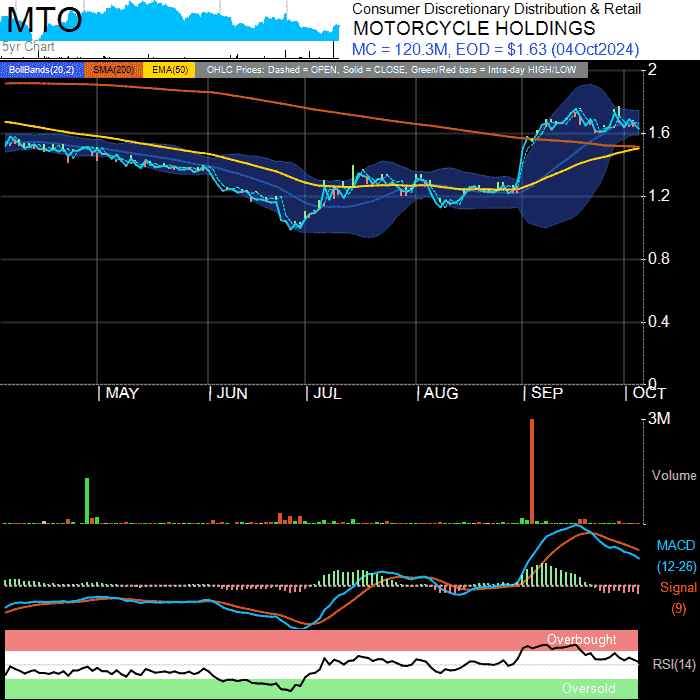 MTO
5yr Chart
Consumer Discretionary Distribution & Retail
MOTORCYCLE HOLDINGS
MC = 120.3M, EOD = $1.63 (04Oct2024)
BollBands(20,2) SMA(200) EMA(50) OHLC Prices: Dashed = OPEN, Solid = CLOSE, Green/Red bars = Intra-day HIGH/LOW
2
1.6
1.2
0.8
0.4
0
MAY JUN JUL AUG SEP OCT
3M
Volume
MACD
(12-26)
Signal
(9)
Overbought
RSI(14)
Oversold